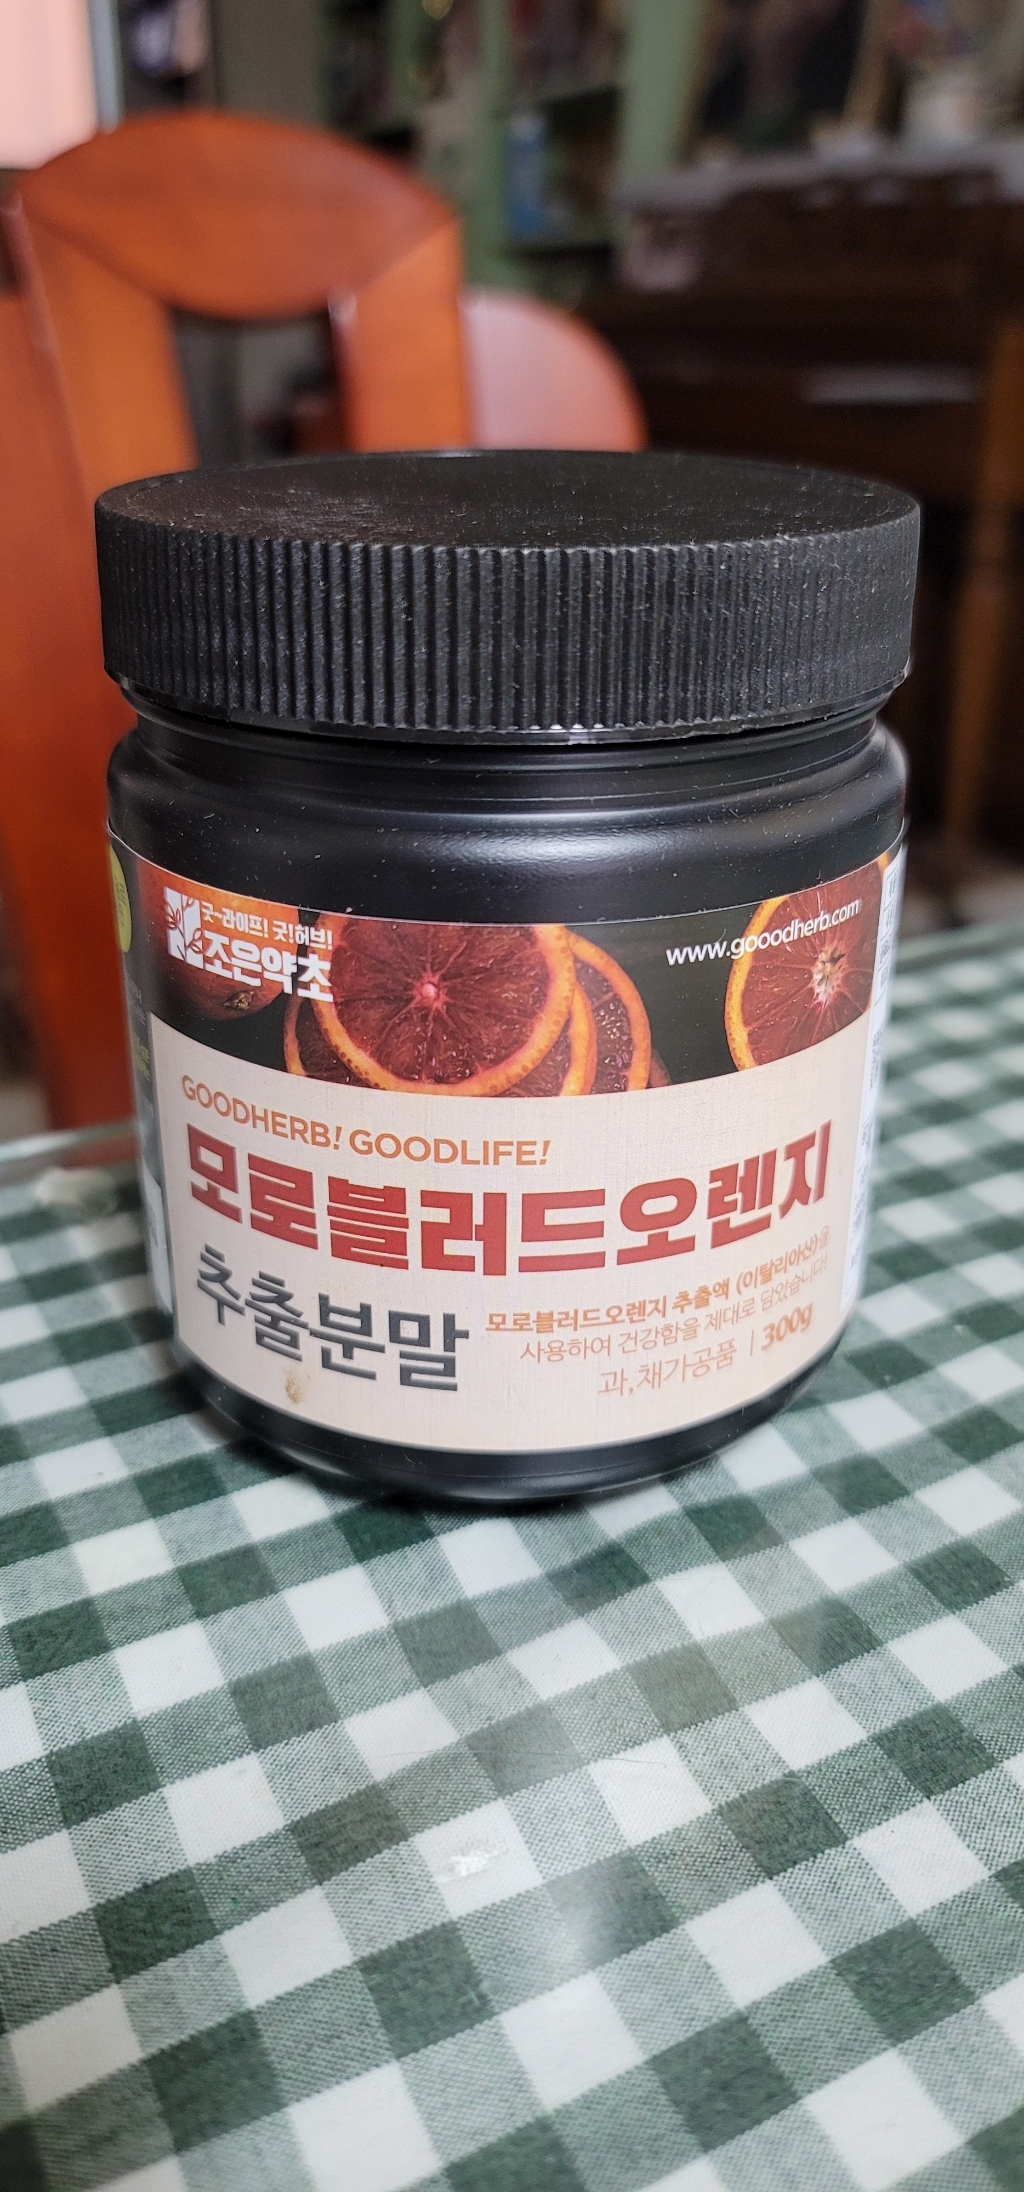 굿~라이프! 굿!허브!
조은약초
www.gooodherb.com
GOODHERB! GOODLIFE!
모로블러드오렌지
추출분말
모로블러드오렌지 추출액 (이탈리아산)을
사용하여 건강함을 제대로 담았습니다!
과,채가공품 | 300g